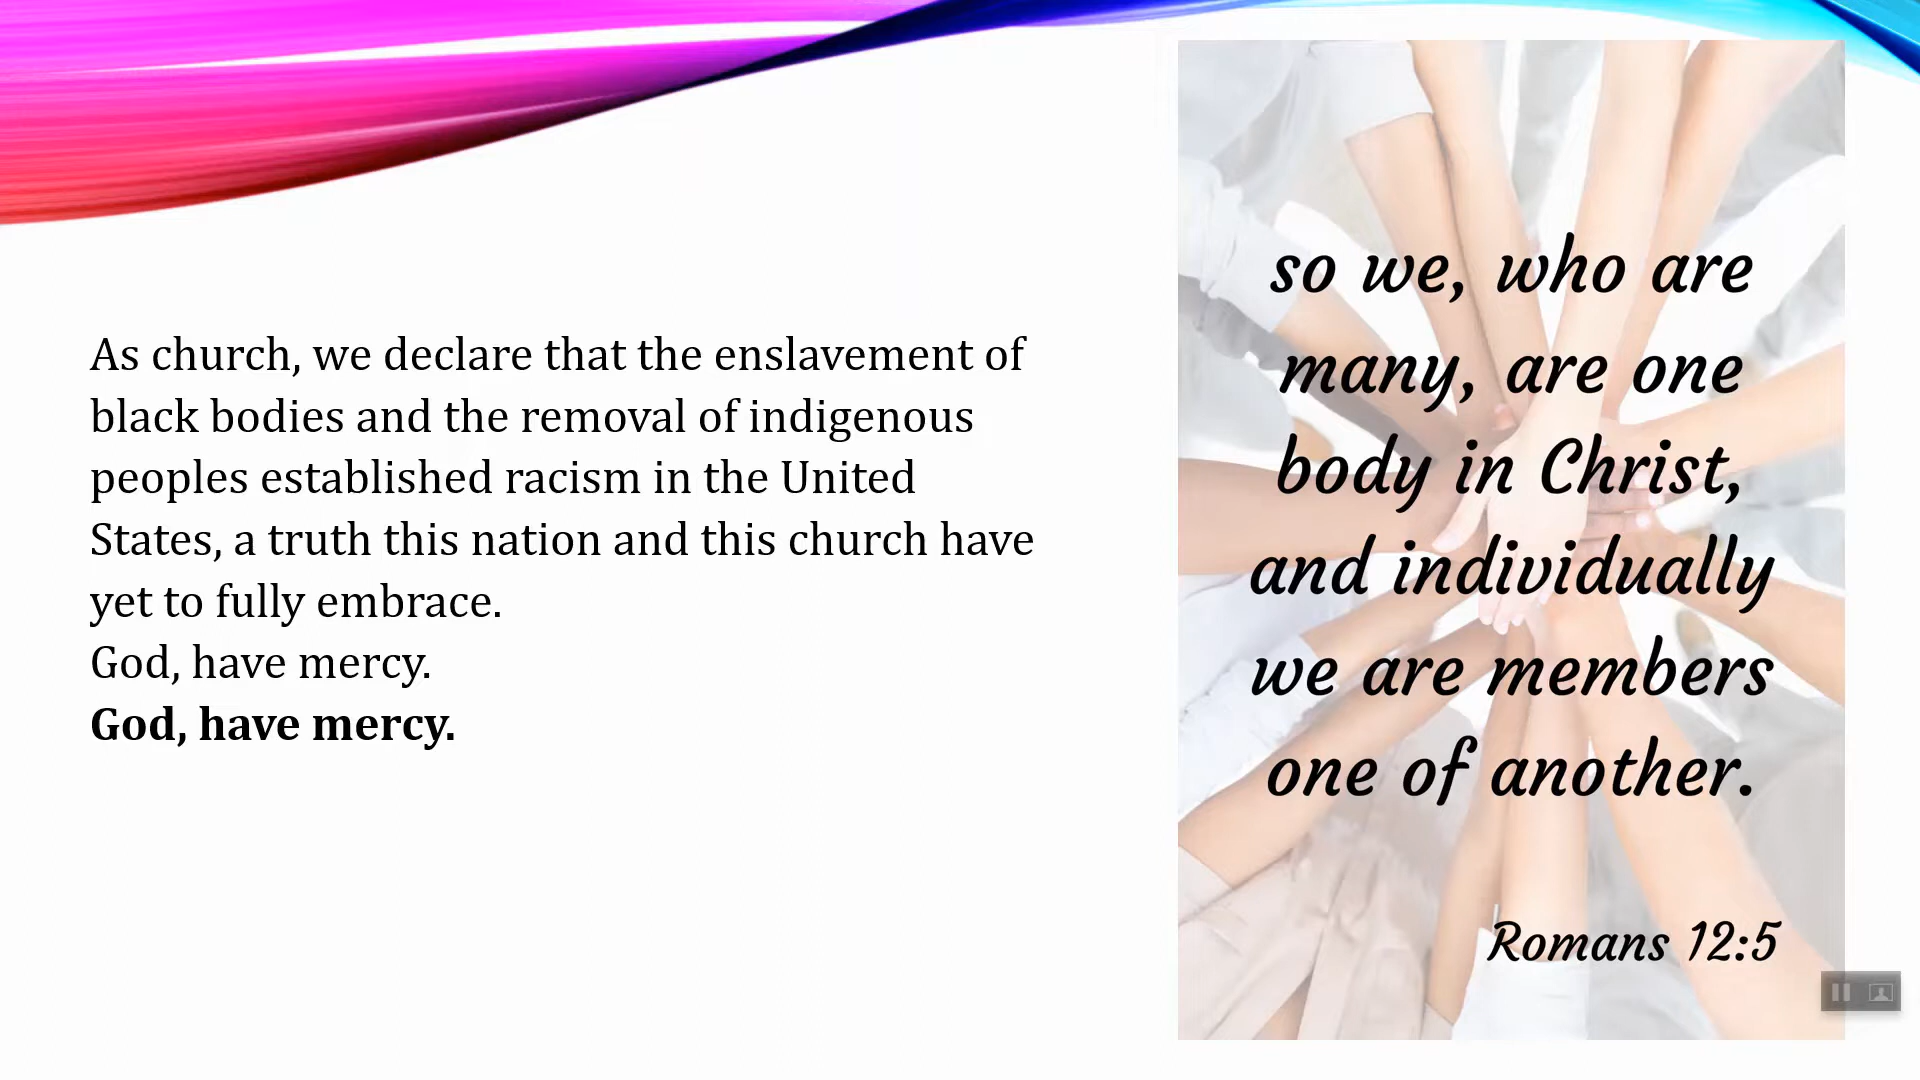 As church, we declare that the enslavement of
black bodies and the removal of indigenous
peoples established racism in the United
States, a truth this nation and this church have
yet to fully embrace.
God, have mercy.
God, have mercy.
so we, who are
many, are one
body in Christ,
and individually
we are members
one of another.
Romans 12:5